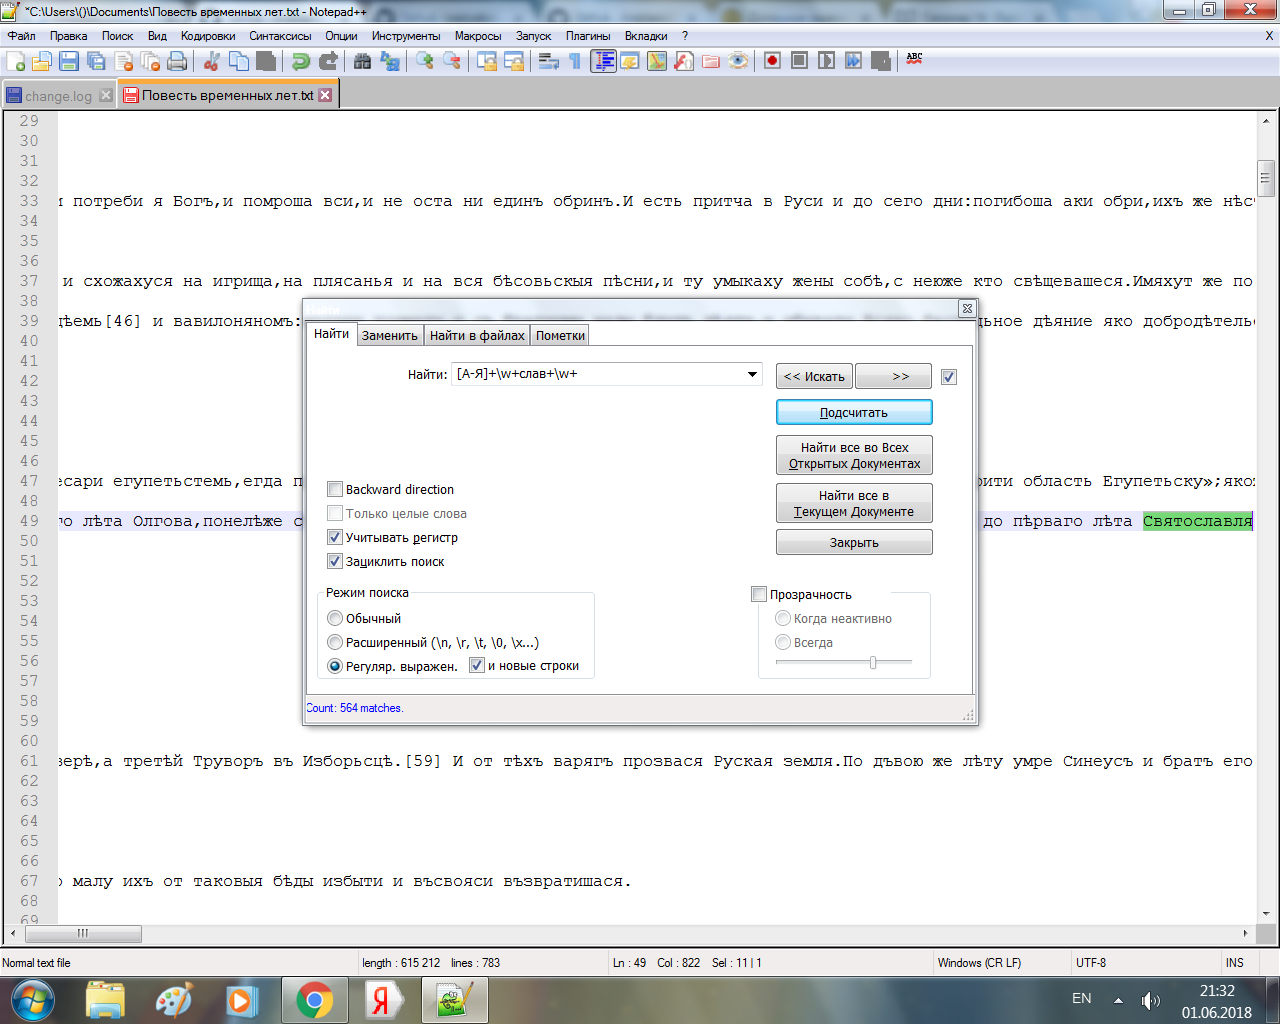 *C:\Users\()\Documents\Повесть временных лет.txt - Notepad++
Файл Правка Поиск Вид Кодировки Синтаксисы Опции Инструменты Макросы Запуск Плагины Вкладки ? X
ABC
change.log Повесть временных лет.txt
29
30
31
32
33 и потреби я Богъ,и помроша вси,и не оста ни единъ обринъ.И есть притча в Руси и до сего дни:погибоша аки обри,ихъ же нѣс
34
35
36
37 и схожахуся на игрища,на плясанья и на вся бѣсовьскыя пѣсни,и ту умыкаху жены собѣ,с неюже кто свѣщевашеся.Имяхут же по
38
39 дѣемь[46] и вавилоняномъ: ьное дѣяние яко добродѣтель
40
41
42
43
44
45
46
47 есари егупетьстемь,егда п рити область Егупетьску»;яко
48
49 го лѣта Олгова,понелѣже с до пѣрваго лѣта Святославля
50
51
52
53
54
55
56
57
58
59
60
61 зерѣ,а третѣй Труворъ въ Изборьсцѣ.[59] И от тѣхъ варягъ прозвася Руская земля.По дъвою же лѣту умре Синеусъ и братъ его
62
63
64
65
66
67 о малу ихъ от таковыя бѣды избыти и въсвояси възвратишася.
68
69
Найти Заменить Найти в файлах Пометки
Найти: [А-Я]+\w+слав+\w+ << Искать >>
Подсчитать
Найти все во Всех
Открытых Документах
Backward direction
Найти все в
Текущем Документе
Только целые слова
Учитывать регистр
Закрыть
Зациклить поиск
Режим поиска
Обычный
Расширенный (\n, \r, \t, \0, \x...)
Регуляр. выражен. и новые строки
Прозрачность
Когда неактивно
Всегда
Count: 564 matches.
Normal text file length : 615 212 lines : 783 Ln : 49 Col : 822 Sel : 11 | 1 Windows (CR LF) UTF-8 INS
Я EN 21:32
01.06.2018